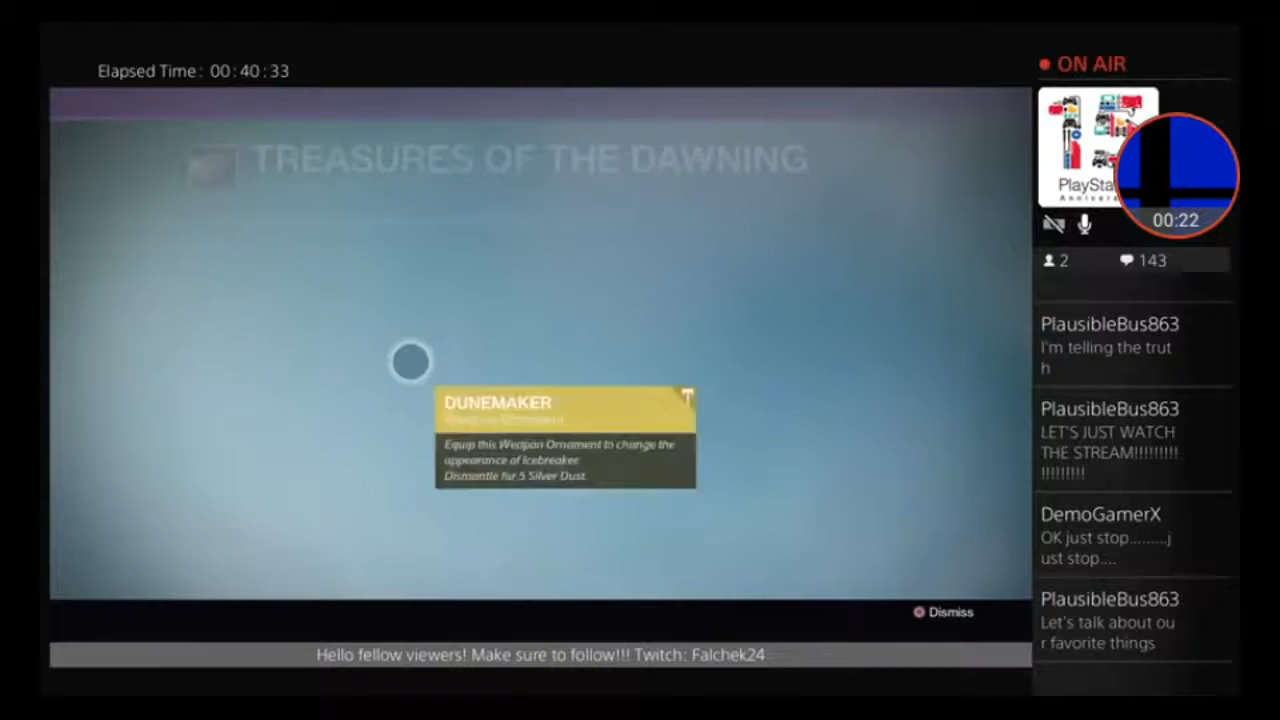 Elapsed Time: 00:40:33
ON AIR
TREASURES OF THE DAWNING
PlaySta
00:22
2
143
DUNEMAKER
Weapon Ornament
Equip this Weapon Ornament to change the
appearance of Icebreaker
Dismantle for 5 Silver Dust
Dismiss
Hello fellow viewers! Make sure to follow!!! Twitch: Falchek24
PlausibleBus863
I'm telling the trut
h
PlausibleBus863
LET'S JUST WATCH
THE STREAM!!!!!!!!!
!!!!!!!!!
DemoGamerX
OK just stop.........j
ust stop....
PlausibleBus863
Let's talk about ou
r favorite things